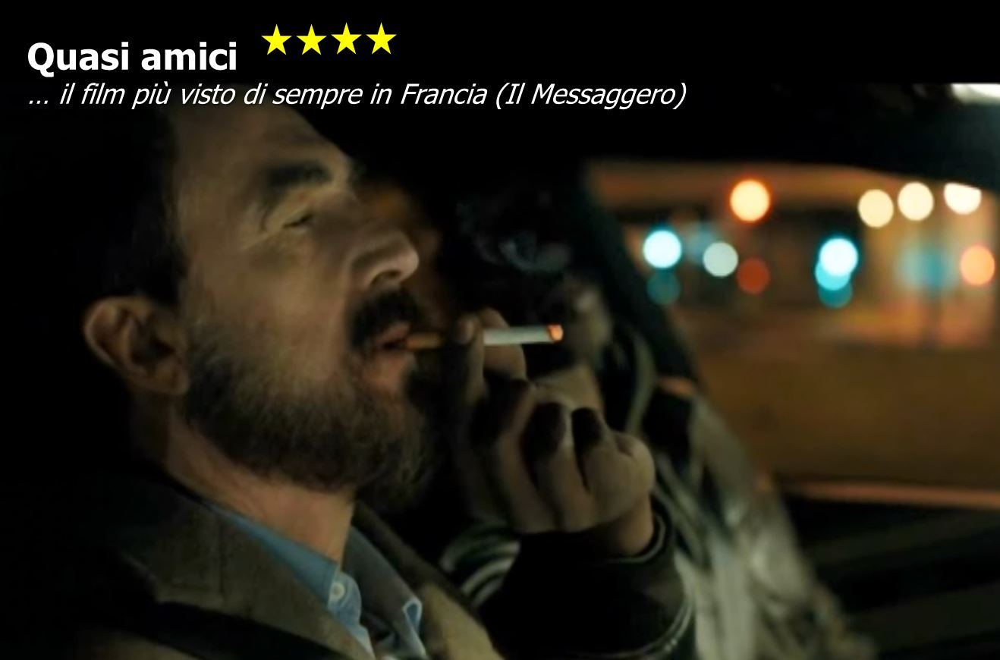 Quasi amici ★★★★
… il film più visto di sempre in Francia (Il Messaggero)